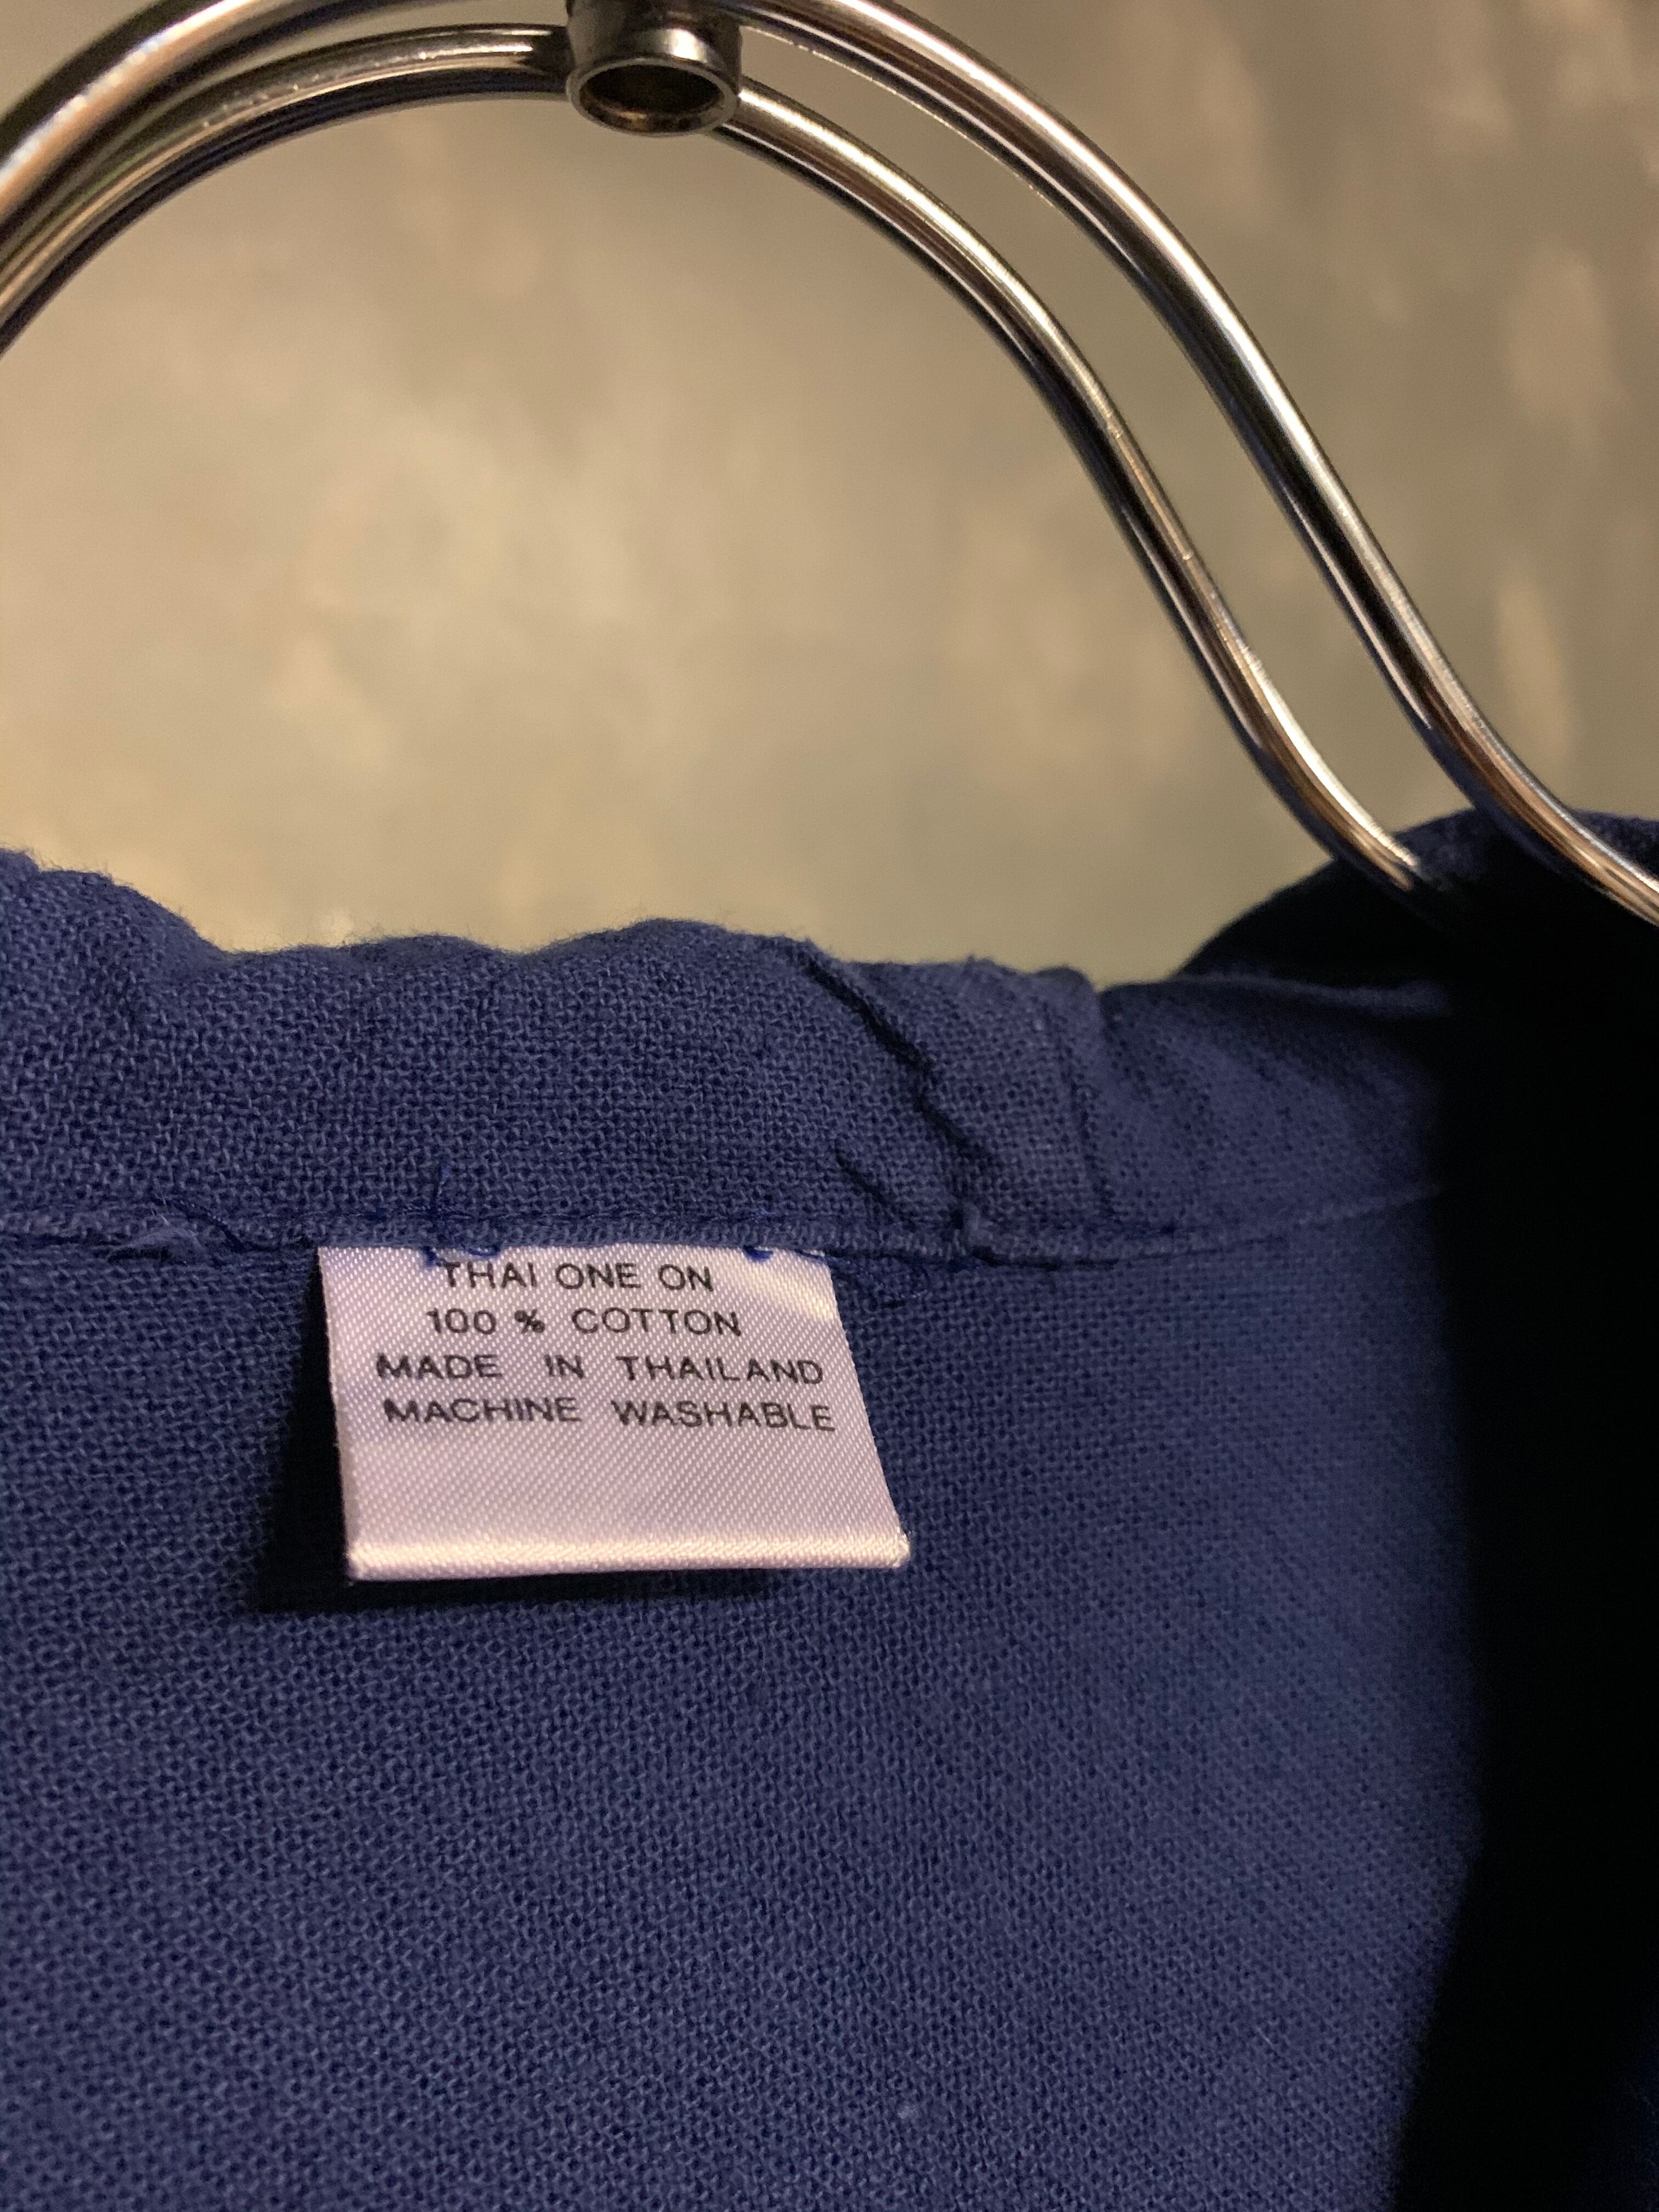 THAI ONE ON
100 % COTTON
MADE IN THAILAND
MACHINE WASHABLE